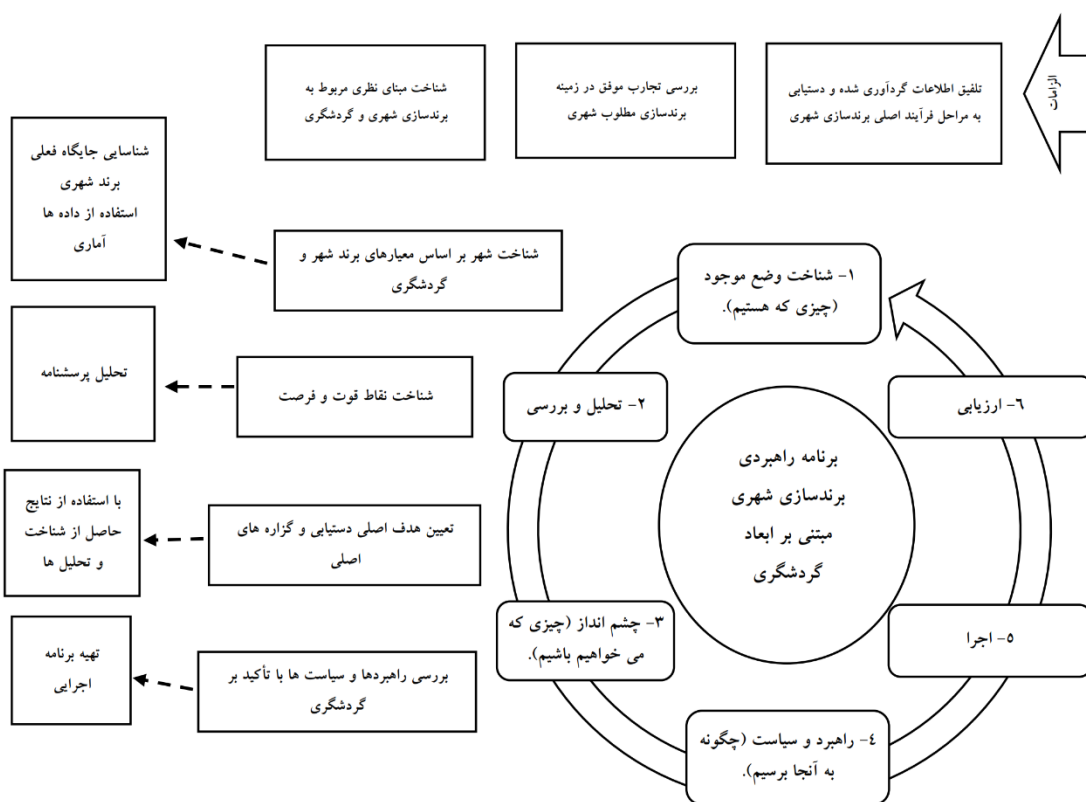 الزامات
تلفیق اطلاعات گردآوری شده و دستیابی
به مراحل فرآیند اصلی برندسازی شهری
بررسی تجارب موفق در زمینه
برندسازی مطلوب شهری
شناخت مبنای نظری مربوط به
برندسازی شهری و گردشگری
شناسایی جایگاه فعلی
برند شهری
استفاده از داده ها
آماری
شناخت شهر بر اساس معیارهای برند شهر و
گردشگری
۱- شناخت وضع موجود
(چیزی که هستیم).
۲- تحلیل و بررسی
شناخت نقاط قوت و فرصت
تحلیل پرسشنامه
۳- چشم انداز (چیزی که
می خواهیم باشیم).
تعیین هدف اصلی دستیابی و گزاره های
اصلی
با استفاده از نتایج
حاصل از شناخت
و تحلیل ها
۴- راهبرد و سیاست (چگونه
به آنجا برسیم).
بررسی راهبردها و سیاست ها با تأکید بر
گردشگری
تهیه برنامه
اجرایی
۵- اجرا
۶- ارزیابی
برنامه راهبردی
برندسازی شهری
مبتنی بر ابعاد
گردشگری